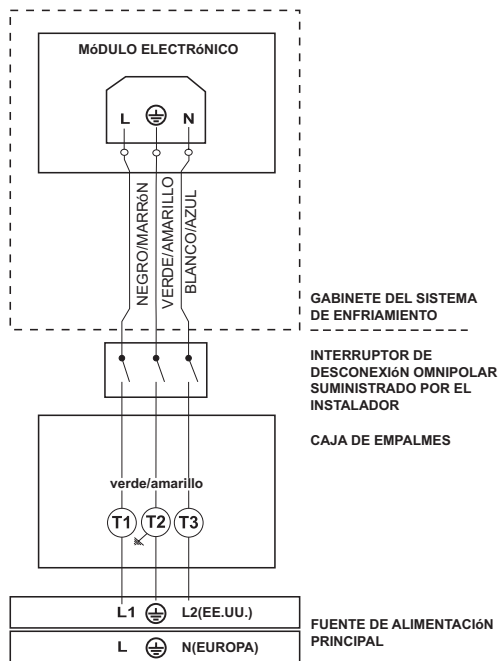 MóDULO ELECTRóNICO
L N
NEGRO/MARRóN
VERDE/AMARILLO
BLANCO/AZUL
GABINETE DEL SISTEMA
DE ENFRIAMIENTO
INTERRUPTOR DE
DESCONEXIóN OMNIPOLAR
SUMINISTRADO POR EL
INSTALADOR
CAJA DE EMPALMES
verde/amarillo
T1 T2 T3
L1 L2(EE.UU.)
L N(EUROPA)
FUENTE DE ALIMENTACIóN
PRINCIPAL